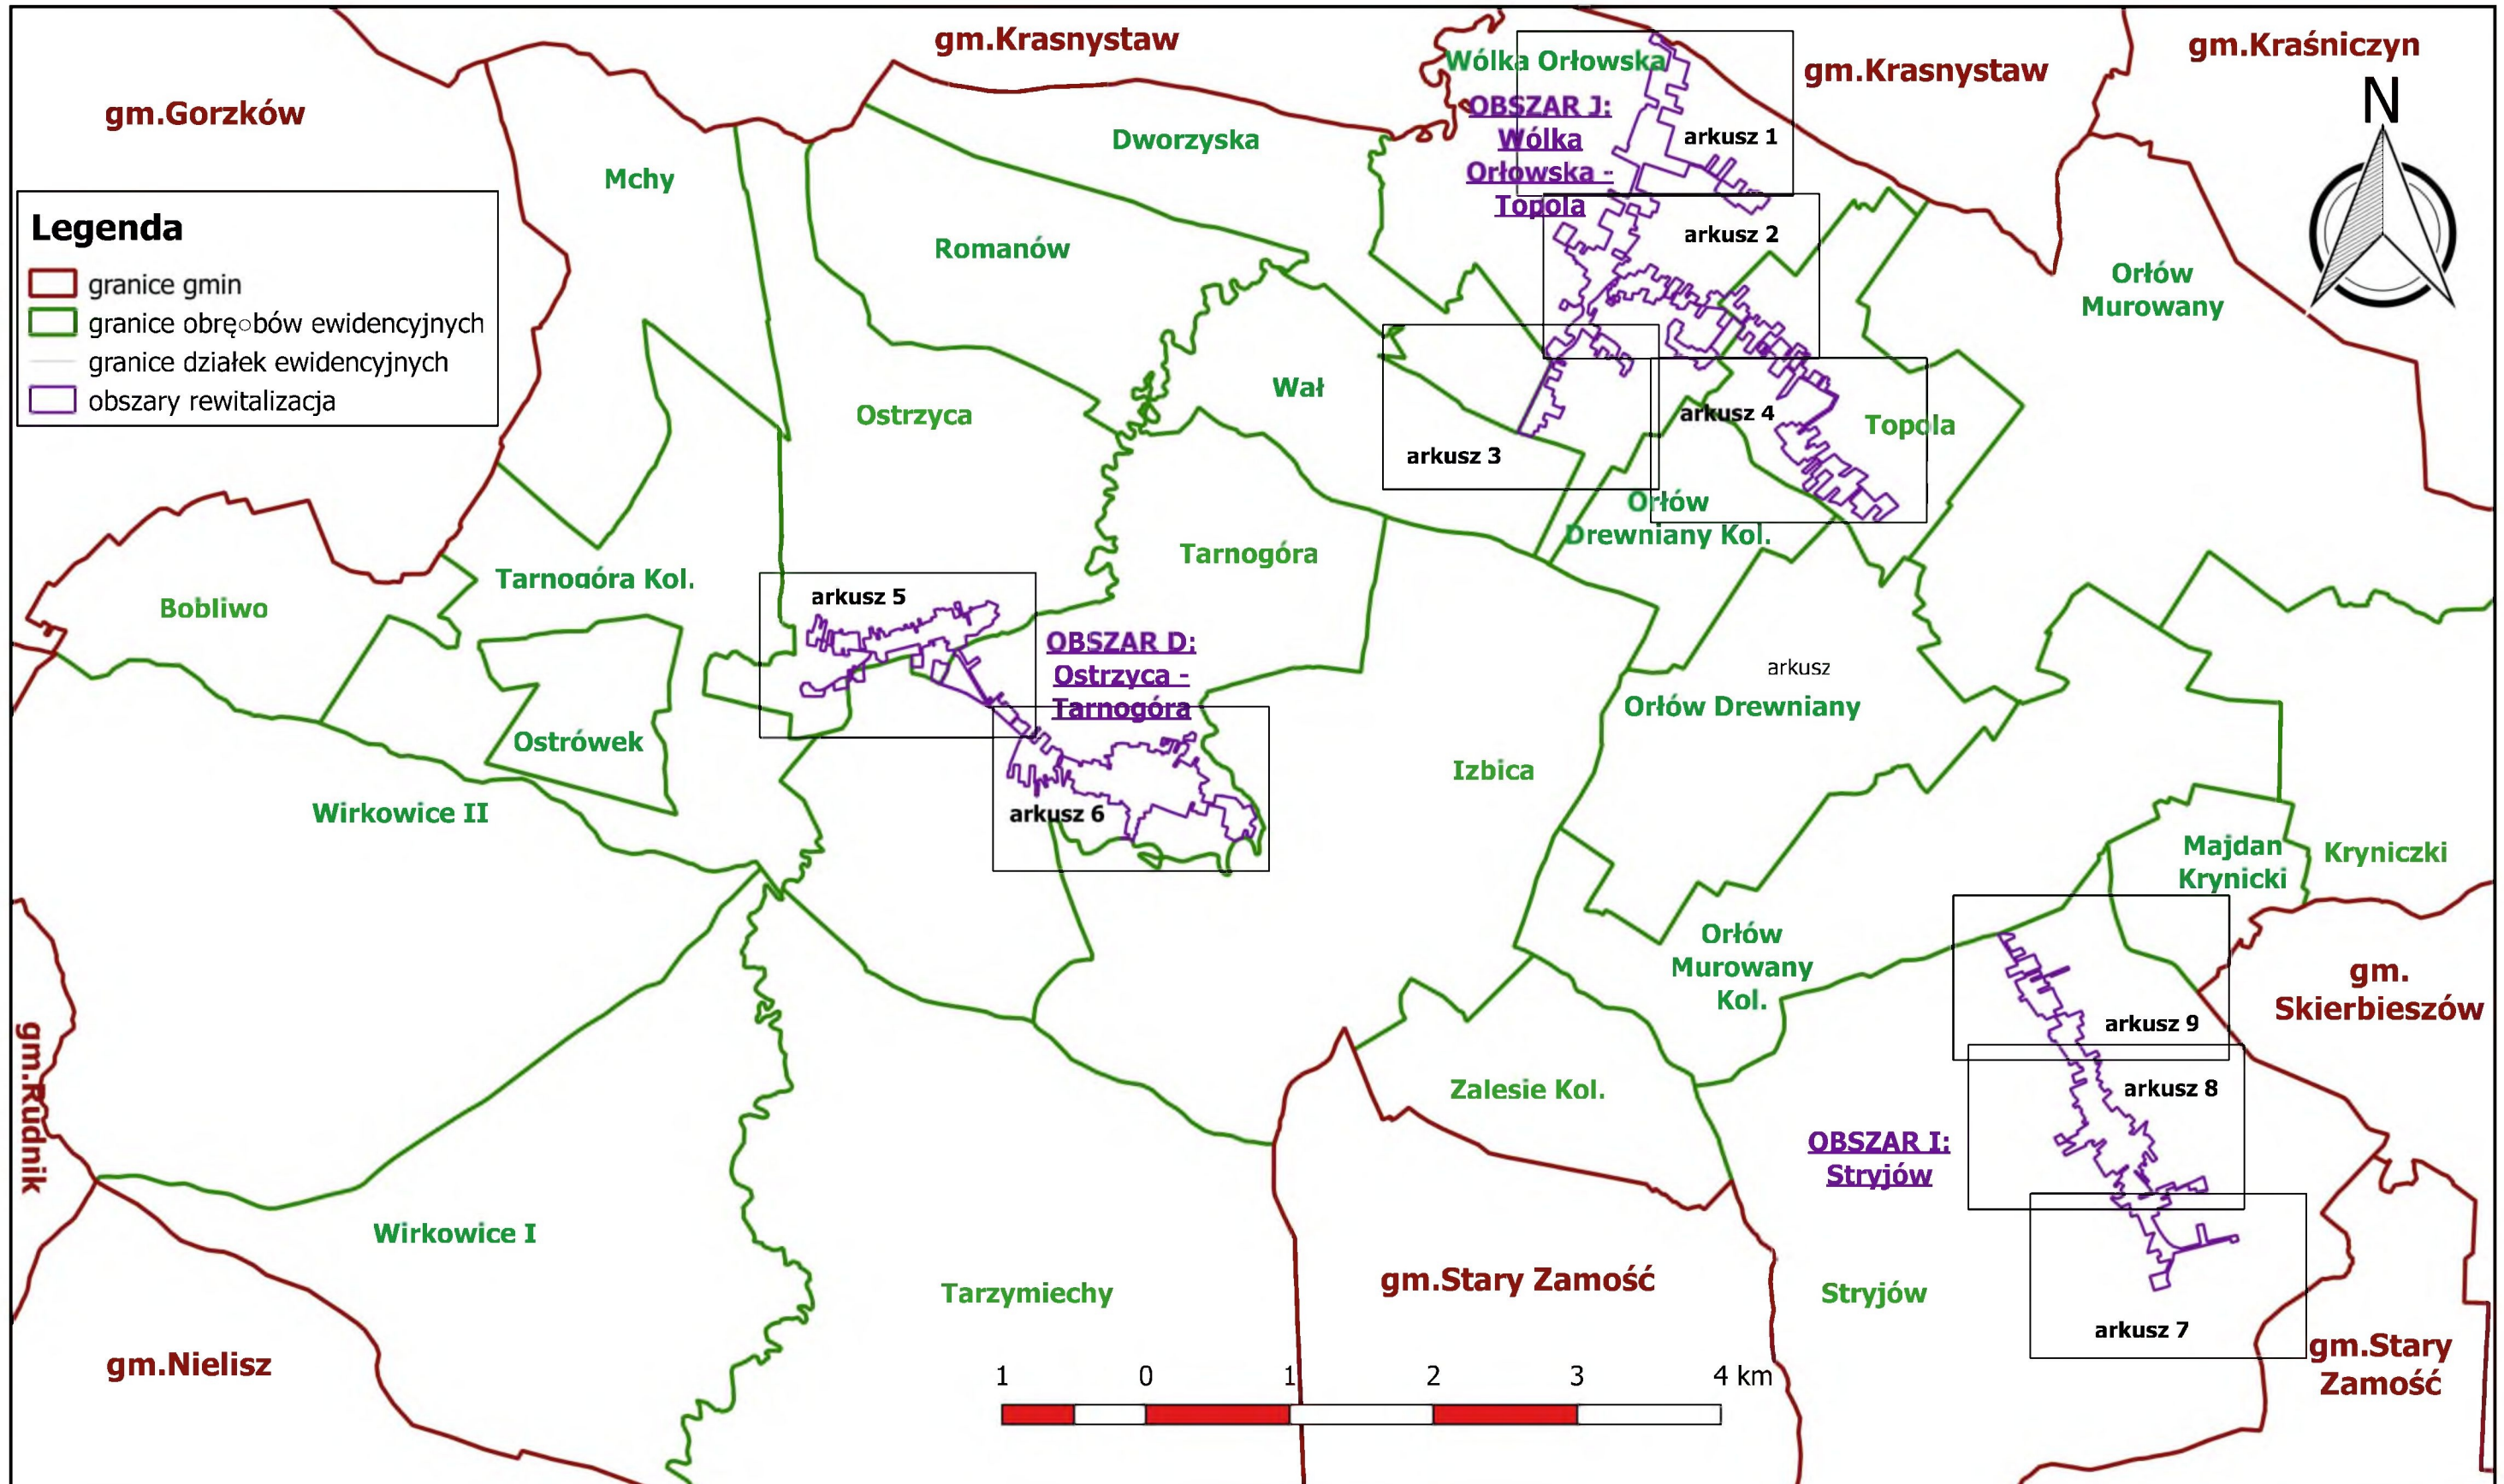 gm.Krasnystaw
gm.Kraśniczyn
Wólka Orłowska
gm.Krasnystaw
gm.Gorzków
N
OBSZAR J:
Wólka
Orłowska -
Topola
arkusz 1
Dworzyska
Mchy
Legenda
granice gmin
granice obrę○bów ewidencyjnych
granice działek ewidencyjnych
obszary rewitalizacja
Romanów
arkusz 2
Orłów
Murowany
Wał
Ostrzyca
arkusz 4
Topola
arkusz 3
Orłów
Drewniany Kol.
Tarnogóra
Tarnogóra Kol.
Bobliwo
arkusz 5
OBSZAR D:
Ostrzyca -
Tarnogóra
arkusz
Orłów Drewniany
Ostrówek
Izbica
Wirkowice II
arkusz 6
Majdan
Krynicki
Kryniczki
Orłów
Murowany
Kol.
gm.
Skierbieszów
arkusz 9
gm.Rudnik
Zalesie Kol.
arkusz 8
OBSZAR I:
Stryjów
Wirkowice I
Tarzymiechy
gm.Stary Zamość
Stryjów
arkusz 7
gm.Stary
Zamość
gm.Nielisz
1 0 1 2 3 4 km